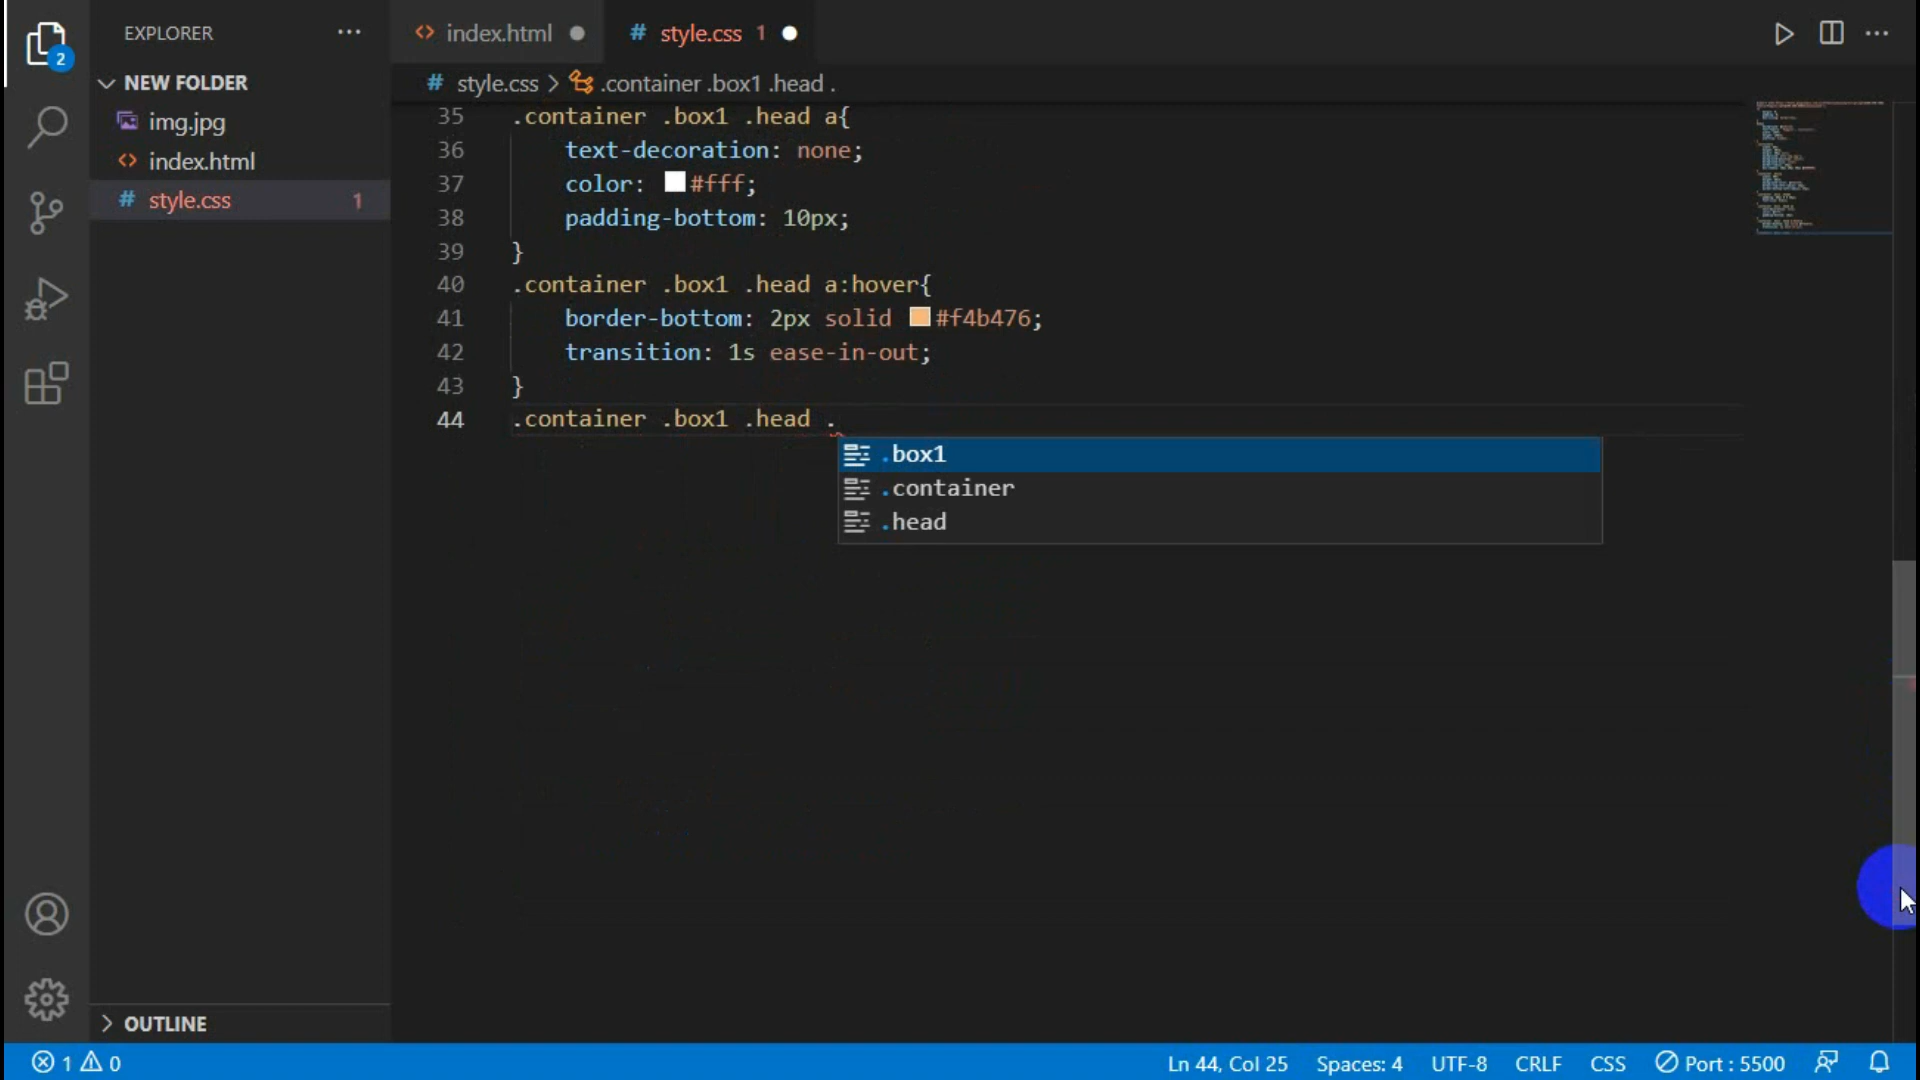 EXPLORER
NEW FOLDER
img.jpg
index.html
style.css 1
OUTLINE
2
index.html
style.css 1
style.css > .container .box1 .head .
35 .container .box1 .head a{
36 text-decoration: none;
37 color: #fff;
38 padding-bottom: 10px;
39 }
40 .container .box1 .head a:hover{
41 border-bottom: 2px solid #f4b476;
42 transition: 1s ease-in-out;
43 }
44 .container .box1 .head .
.box1
.container
.head
1 0 Ln 44, Col 25 Spaces: 4 UTF-8 CRLF CSS Port : 5500